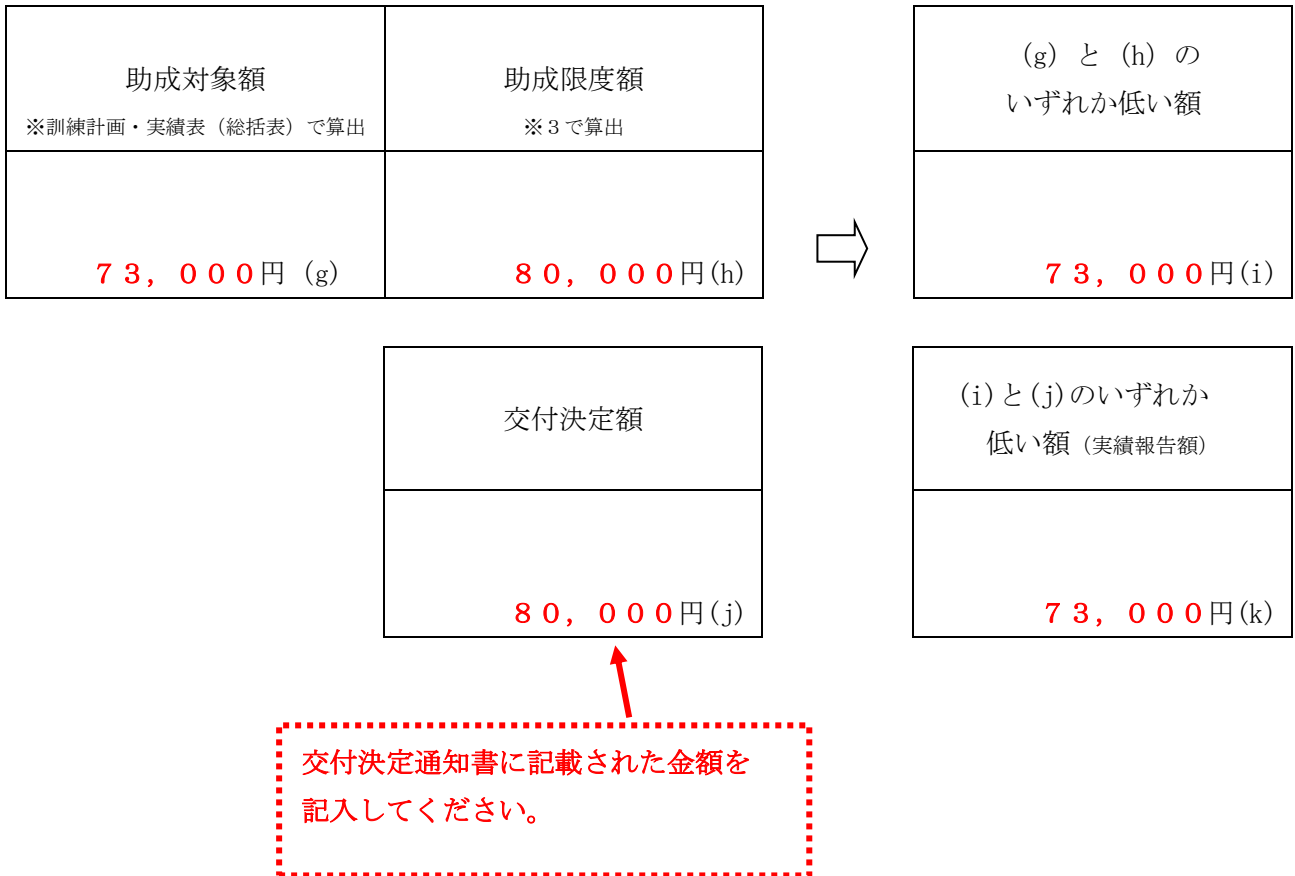 助成対象額
※訓練計画・実績表（総括表）で算出
助成限度額
※３で算出
(g) と (h) の
いずれか低い額
７３，０００円 (g)
８０，０００円(h)
７３，０００円(i)
交付決定額
(i)と(j)のいずれか
低い額（実績報告額）
８０，０００円(j)
７３，０００円(k)
交付決定通知書に記載された金額を
記入してください。